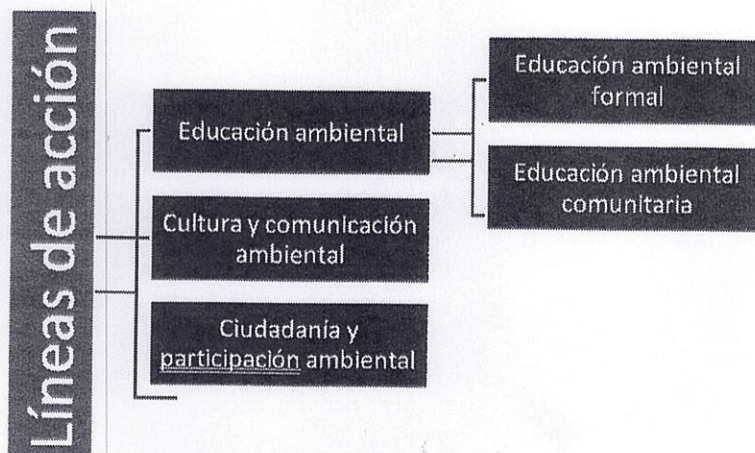 Líneas de acción
Educación ambiental
Cultura y comunicación
ambiental
Ciudadanía y
participación ambiental
Educación ambiental
formal
Educación ambiental
comunitaria